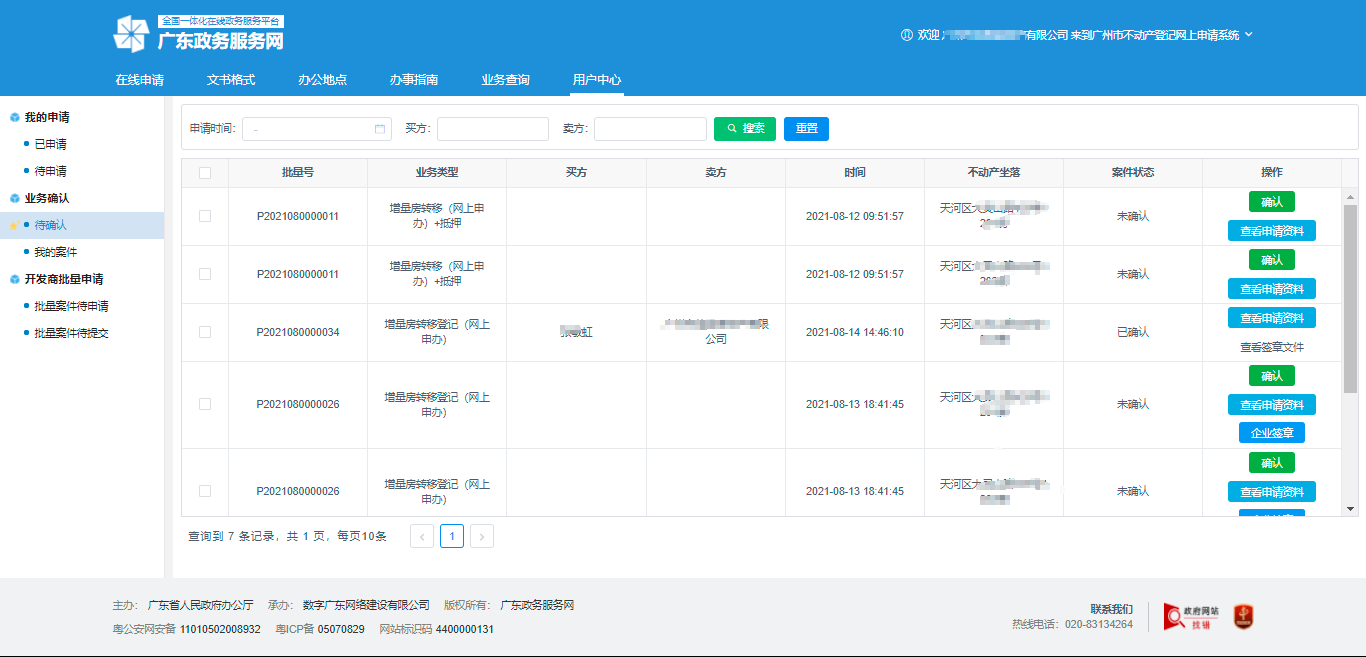 全国一体化在线政务服务平台
广东政务服务网
欢迎 有限公司 来到广州市不动产登记网上申请系统
在线申请 文书格式 办公地点 办事指南 业务查询 用户中心
我的申请
已申请
待申请
业务确认
待确认
我的案件
开发商批量申请
批量案件待申请
批量案件待提交
申请时间: - 买方: 卖方: 搜索 重置
批量号 业务类型 买方 卖方 时间 不动产坐落 案件状态 操作
P2021080000011 增量房转移（网上申办）+抵押 2021-08-12 09:51:57 天河区 未确认 确认 查看申请资料
P2021080000011 增量房转移（网上申办）+抵押 2021-08-12 09:51:57 天河区 未确认 确认 查看申请资料
P2021080000034 增量房转移登记（网上申办） 虹 限公司 2021-08-14 14:46:10 天河区 已确认 查看申请资料 查看签章文件
P2021080000026 增量房转移登记（网上申办） 2021-08-13 18:41:45 天河区 未确认 确认 查看申请资料 企业签章
P2021080000026 增量房转移登记（网上申办） 2021-08-13 18:41:45 天河区 未确认 确认 查看申请资料
查询到 7 条记录，共 1 页，每页10条 < 1 >
主办： 广东省人民政府办公厅 承办： 数字广东网络建设有限公司 版权所有： 广东政务服务网
粤公安网安备 11010502008932 粤ICP备 05070829 网站标识码 4400000131
联系我们
热线电话：020-83134264
政府网站
找错